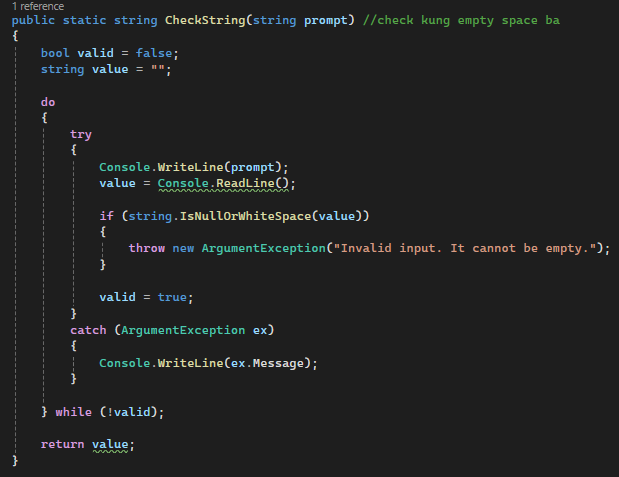 1 reference
public static string CheckString(string prompt) //check kung empty space ba
{
    bool valid = false;
    string value = "";

    do
    {
        try
        {
            Console.WriteLine(prompt);
            value = Console.ReadLine();

            if (string.IsNullOrWhiteSpace(value))
            {
                throw new ArgumentException("Invalid input. It cannot be empty.");
            }

            valid = true;
        }
        catch (ArgumentException ex)
        {
            Console.WriteLine(ex.Message);
        }

    } while (!valid);

    return value;
}